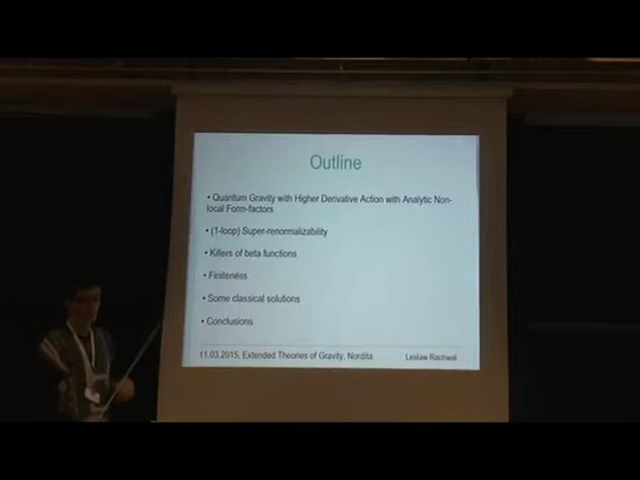 Outline
• Quantum Gravity with Higher Derivative Action with Analytic Non-
local Form-factors
• (1-loop) Super-renormalizability
• Killers of beta functions
• Finiteness
• Some classical solutions
• Conclusions
11.03.2015, Extended Theories of Gravity, Nordita Lesław Rachwał